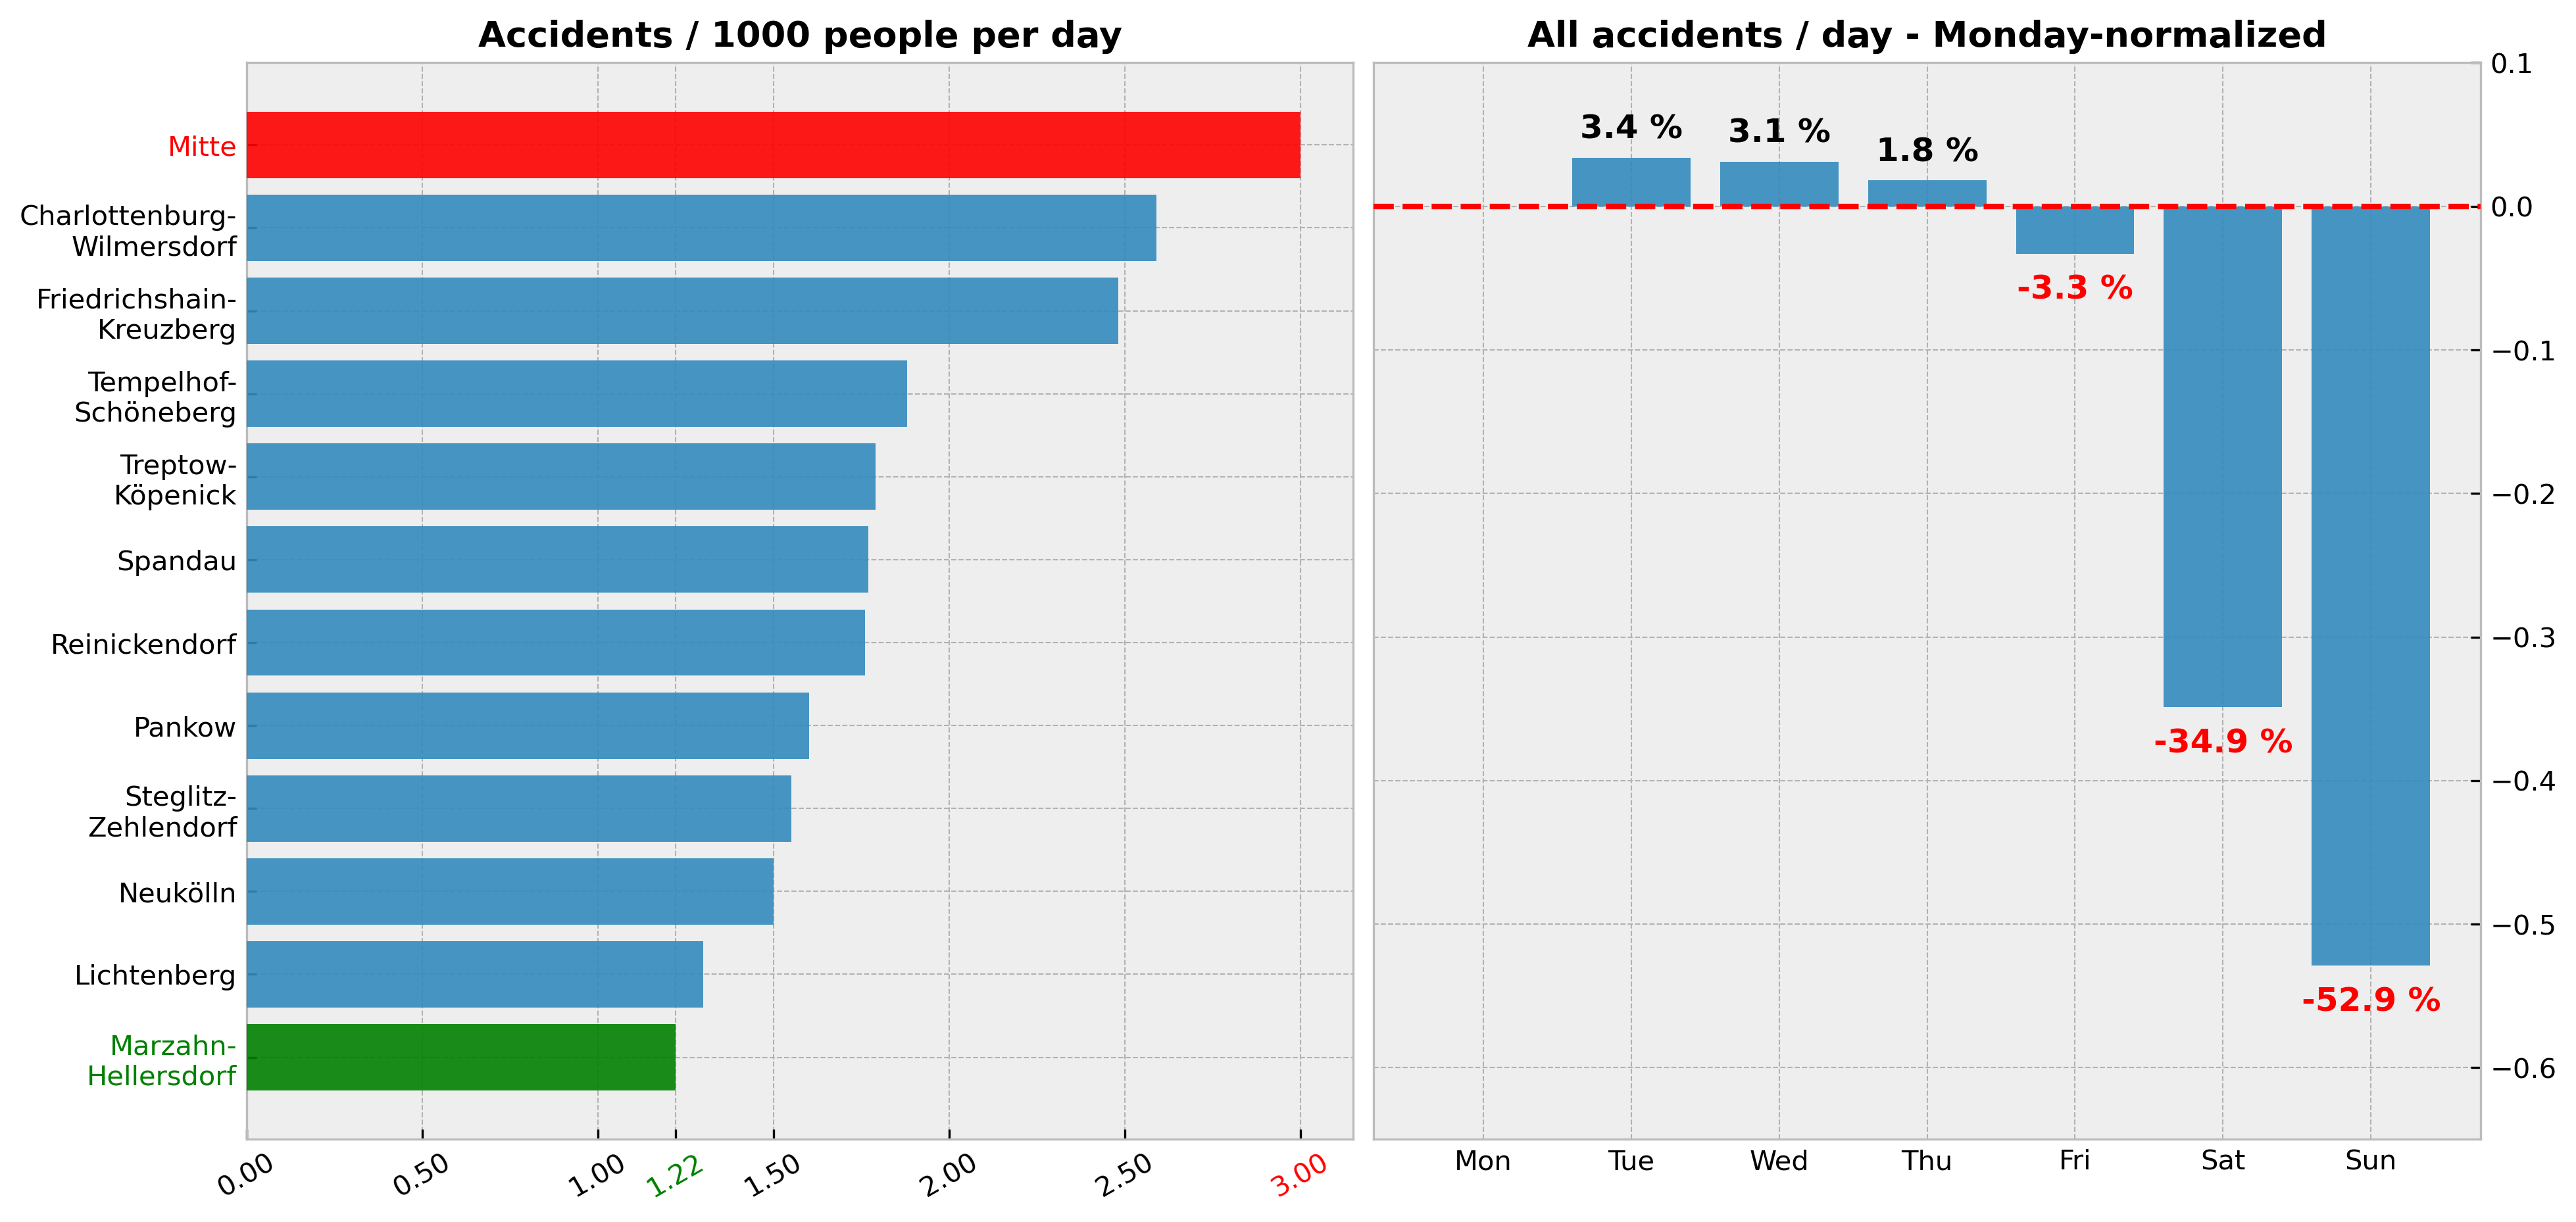 Accidents / 1000 people per day
Mitte
Charlottenburg-
Wilmersdorf
Friedrichshain-
Kreuzberg
Tempelhof-
Schöneberg
Treptow-
Köpenick
Spandau
Reinickendorf
Pankow
Steglitz-
Zehlendorf
Neukölln
Lichtenberg
Marzahn-
Hellersdorf
0.00 0.50 1.00 1.22 1.50 2.00 2.50 3.00
All accidents / day - Monday-normalized
3.4 %
3.1 %
1.8 %
-3.3 %
-34.9 %
-52.9 %
0.1
0.0
−0.1
−0.2
−0.3
−0.4
−0.5
−0.6
Mon Tue Wed Thu Fri Sat Sun